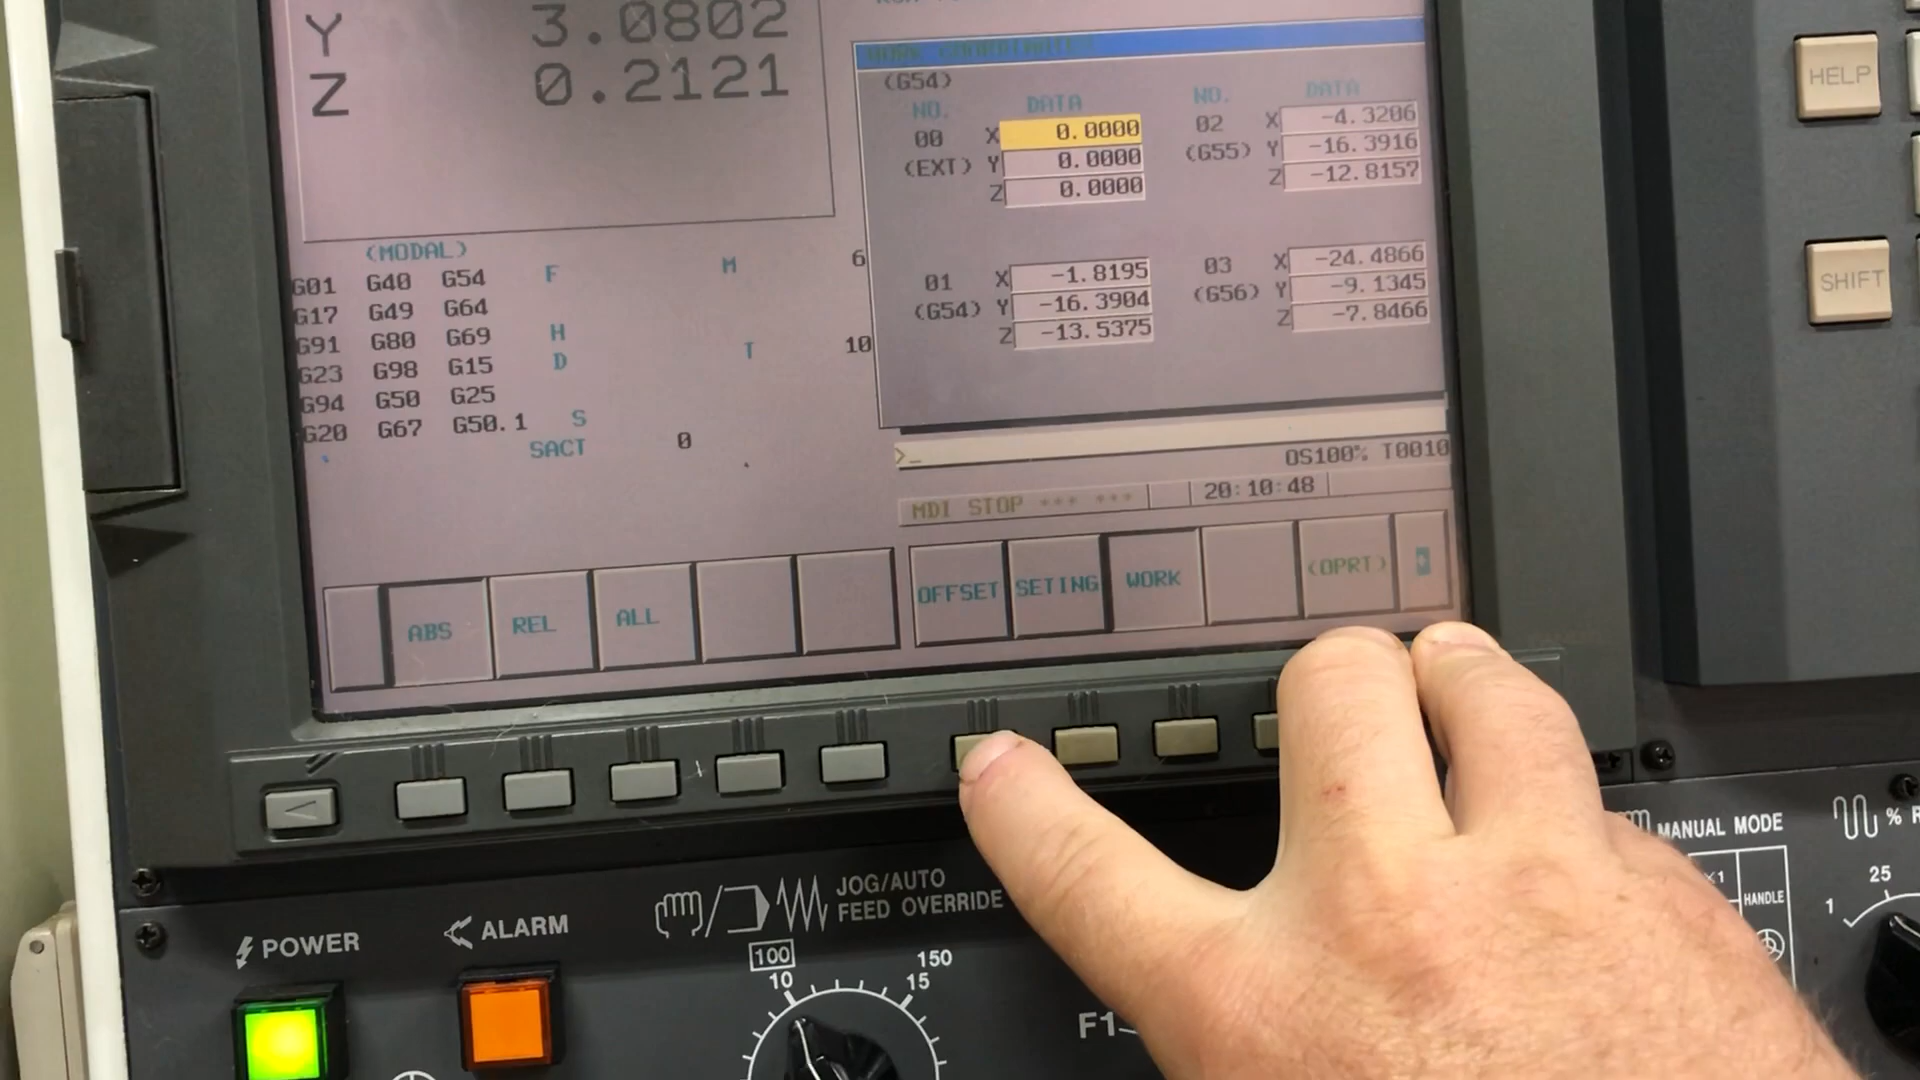 Y 3.0802
Z 0.2121
WORK COORDINATES
(G54)
NO. DATA NO. DATA
00 X 0.0000 02 X -4.3206
(EXT) Y 0.0000 (G55) Y -16.3916
Z 0.0000 Z -12.8157
01 X -1.8195 03 X -24.4866
(G54) Y -16.3904 (G56) Y -9.1345
Z -13.5375 Z -7.8466
(MODAL)
G01 G40 G54 F M 6
G17 G49 G64
G91 G80 G69 H T 10
G23 G98 G15 D
G94 G50 G25
G20 G67 G50.1 S
SACT 0
>_
OS100% T0010
MDI STOP *** ***
20:10:48
ABS REL ALL
OFFSET SETING WORK (OPRT) +
HELP
SHIFT
POWER
ALARM
JOG/AUTO
FEED OVERRIDE
100 150
10 15
F1
MANUAL MODE
×1
HANDLE
%
25
1